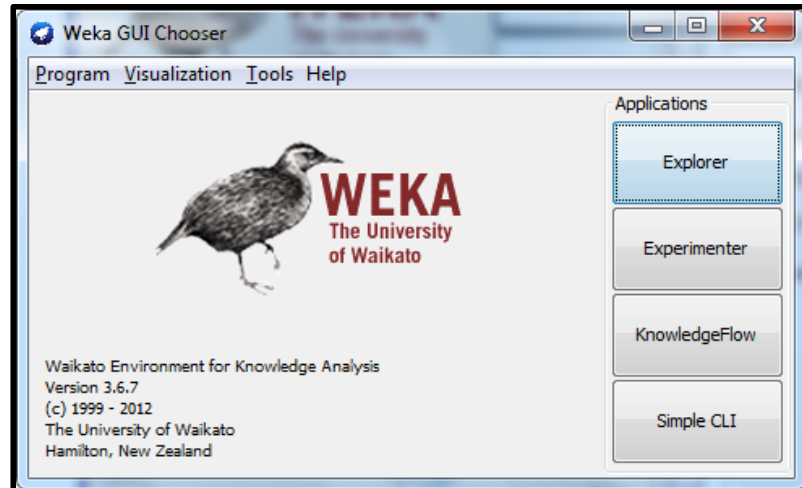 Weka GUI Chooser
Program Visualization Tools Help
Applications
Explorer
Experimenter
KnowledgeFlow
Simple CLI
WEKA
The University
of Waikato
Waikato Environment for Knowledge Analysis
Version 3.6.7
(c) 1999 - 2012
The University of Waikato
Hamilton, New Zealand